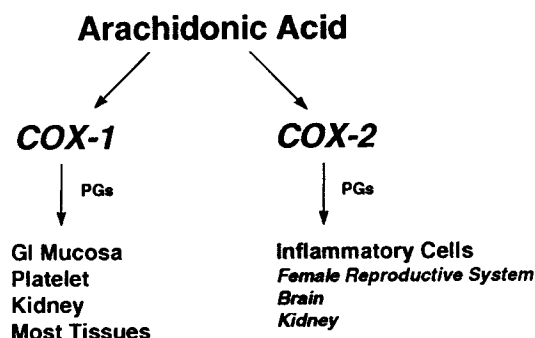 Arachidonic Acid
COX-1
COX-2
PGs
PGs
GI Mucosa
Platelet
Kidney
Most Tissues
Inflammatory Cells
Female Reproductive System
Brain
Kidney